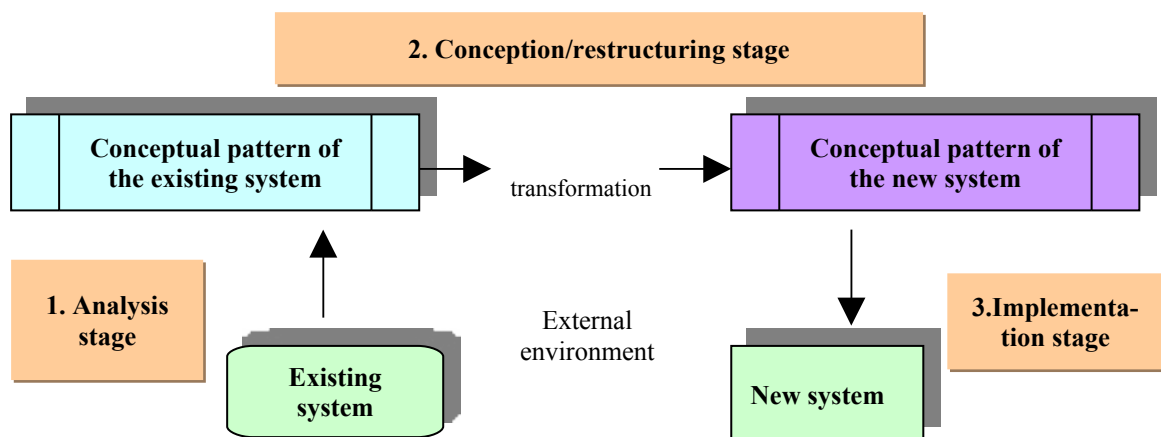 2. Conception/restructuring stage
Conceptual pattern of
the existing system
transformation
Conceptual pattern of
the new system
1. Analysis
stage
External
environment
3.Implementa-
tion stage
Existing
system
New system